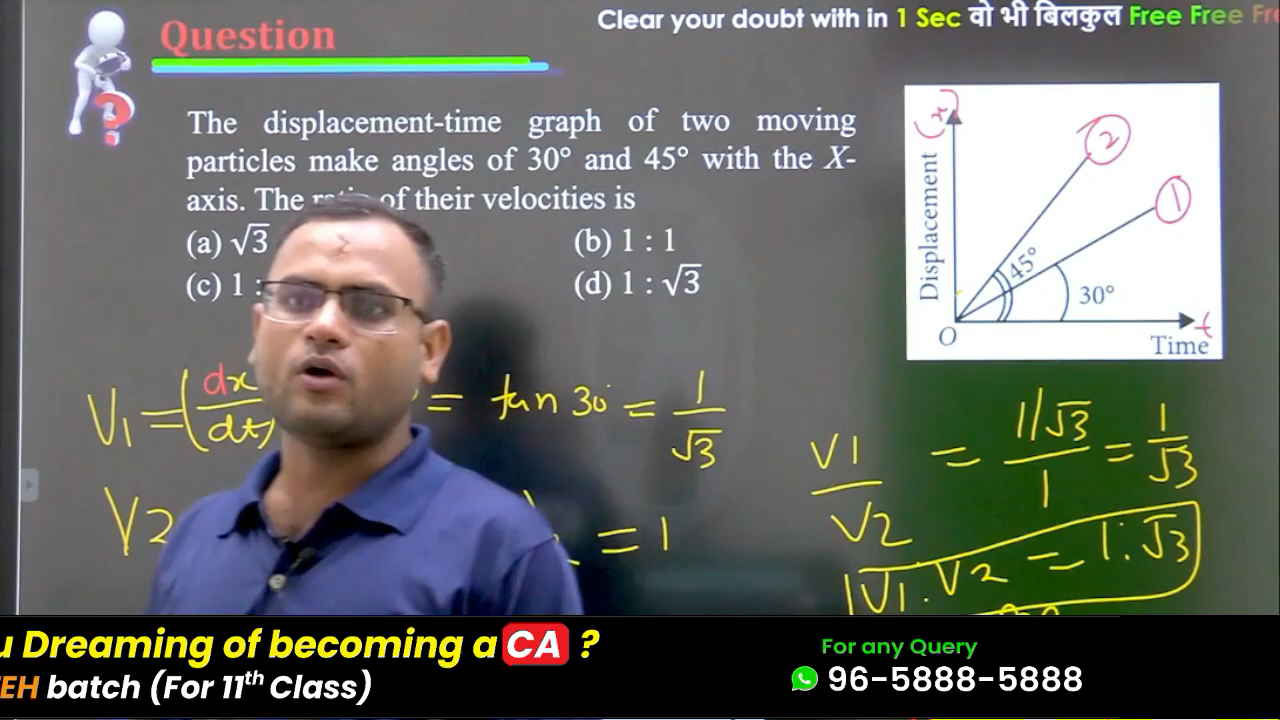 Clear your doubt with in 1 Sec वो भी बिलकुल Free Free Fre
Question
The displacement-time graph of two moving
particles make angles of 30° and 45° with the X-
axis. The of their velocities is
(a) √3
(b) 1 : 1
(c) 1 :
(d) 1 : √3
Displacement (x)
2
1
45°
30°
O
Time t
V1 = (dx/dt) = tan 30 = 1/√3
V2 = 1
V1/V2 = 1/√3/1 = 1/√3
V1 : V2 = 1 : √3
u Dreaming of becoming a CA ?
EH batch (For 11th Class)
For any Query
96-5888-5888